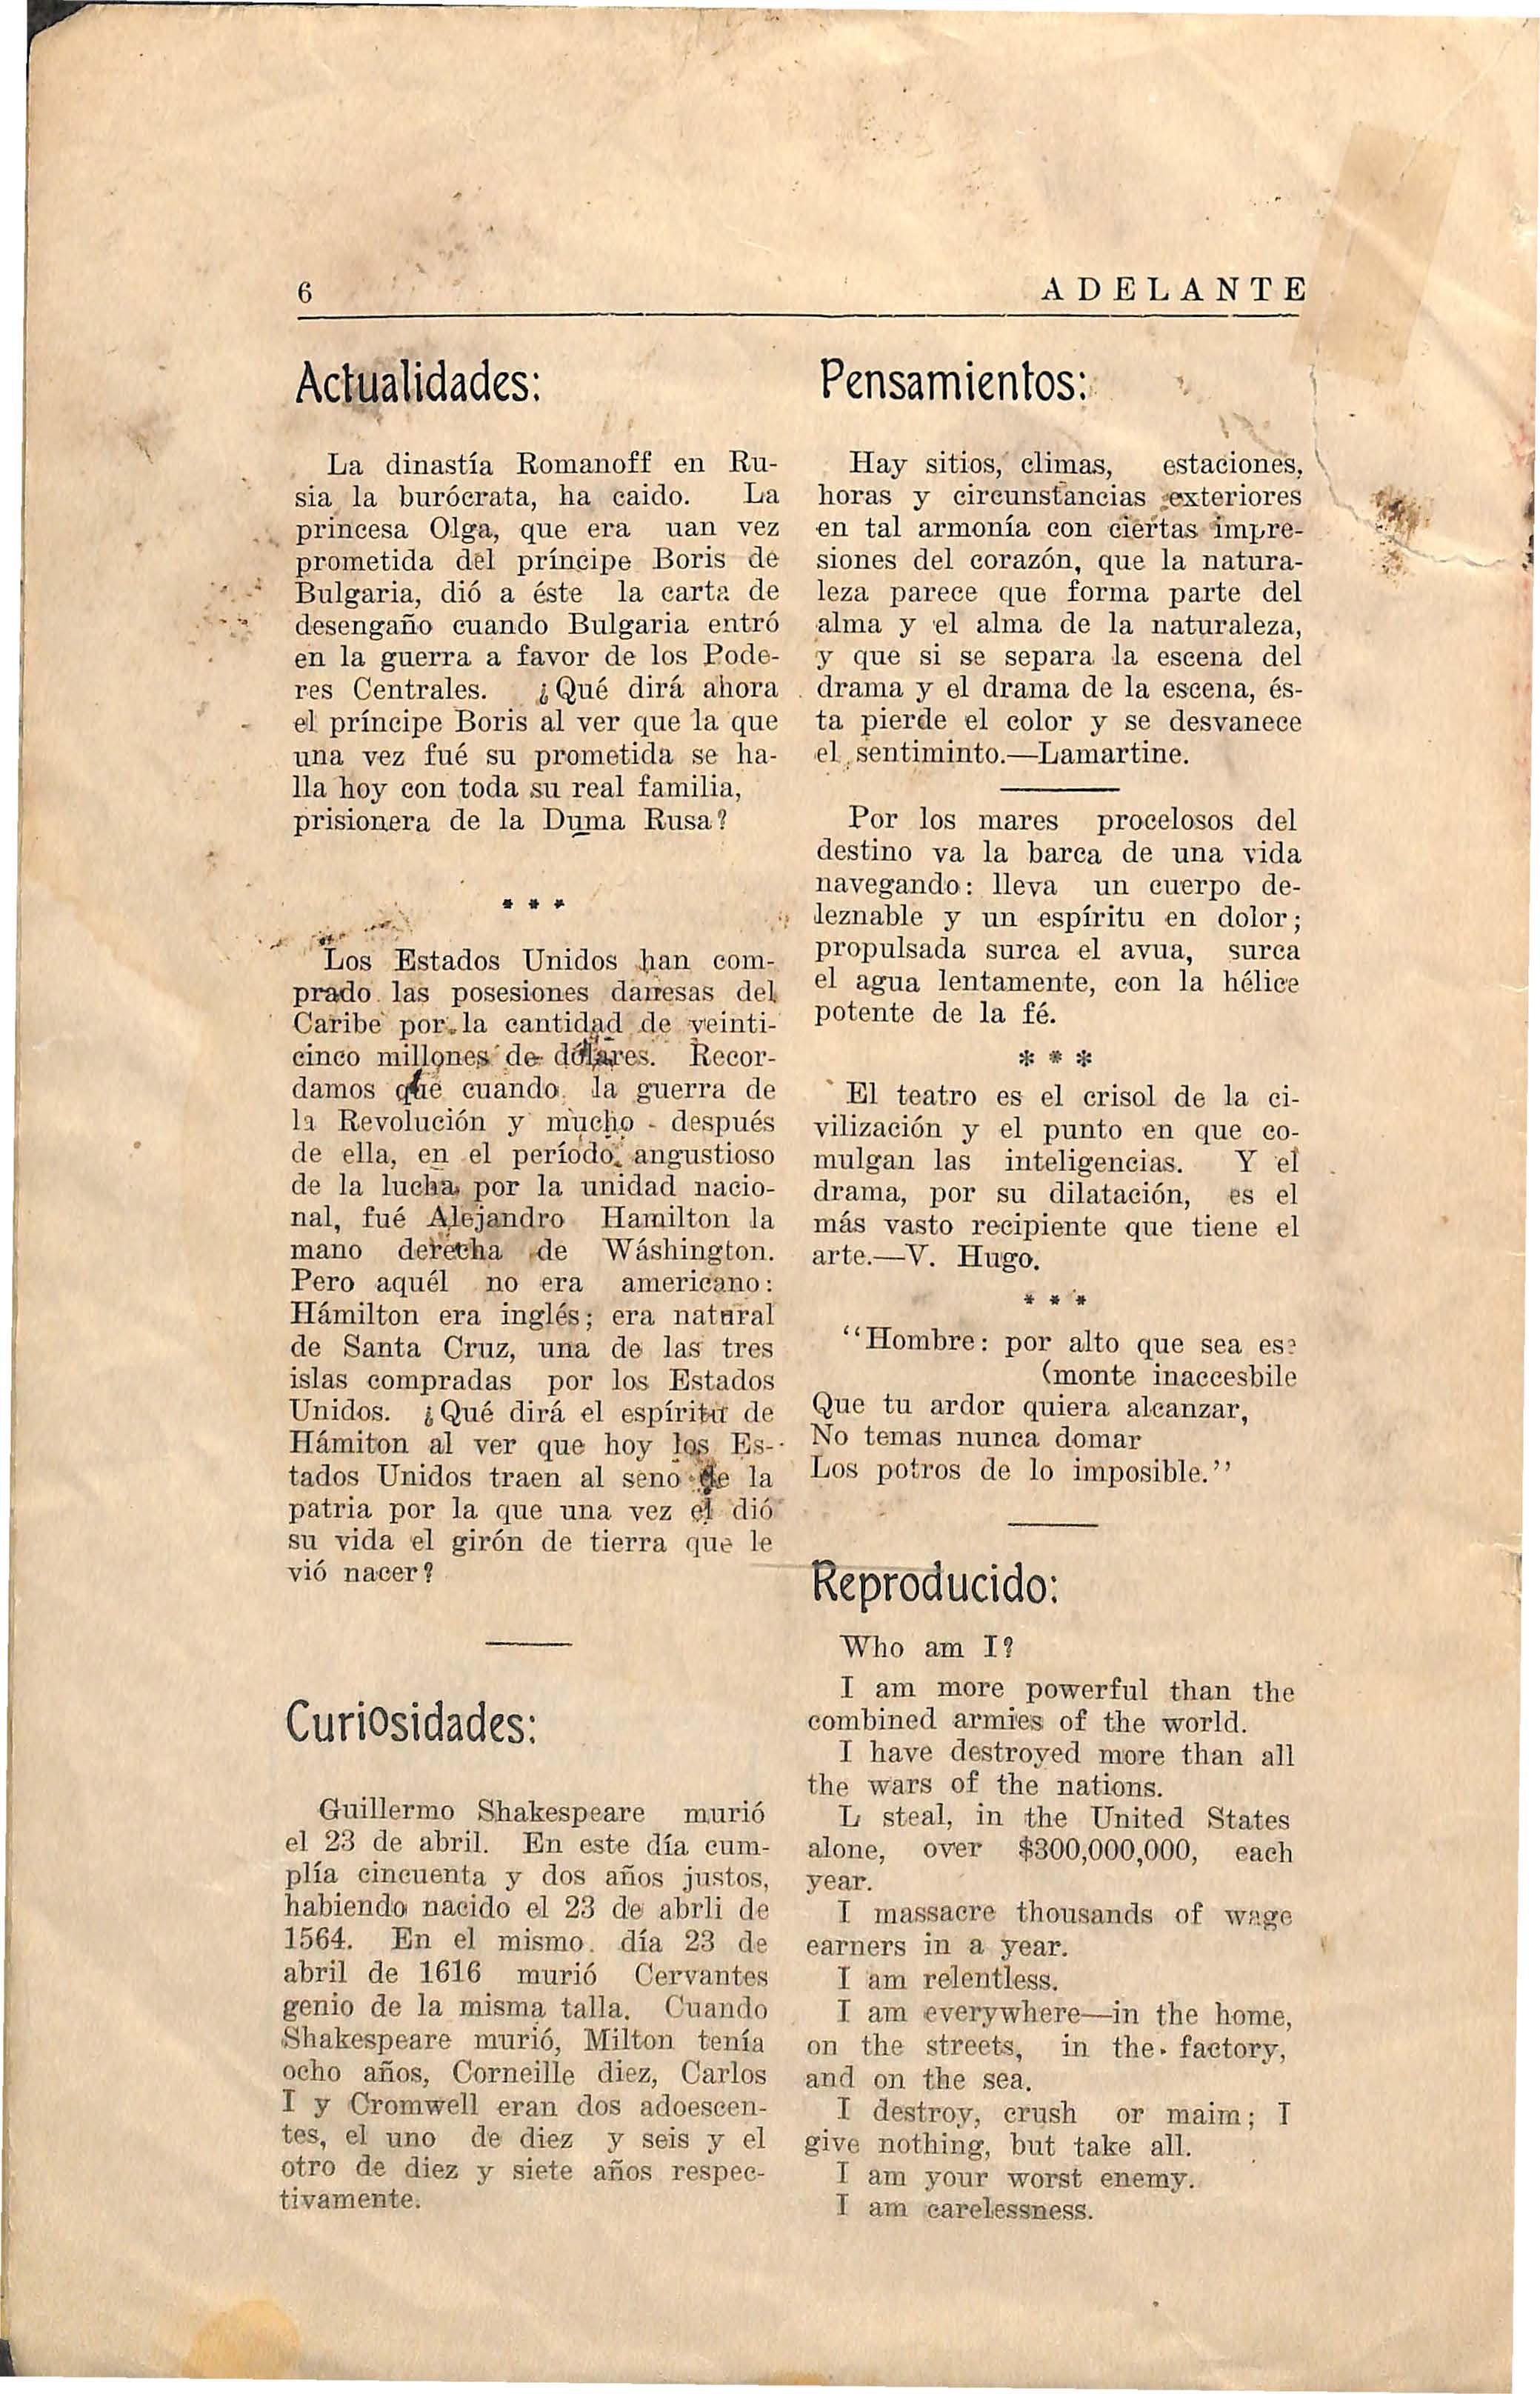 6
ADELANTE
Actualidades:
La dinastía Romanoff en Ru-
sia la burócrata, ha caido. La
princesa Olga, que era uan vez
prometida del príncipe Boris de
Bulgaria, dió a éste la carta de
desengaño cuando Bulgaria entró
en la guerra a favor de los Pode-
res Centrales. ¿Qué dirá ahora
el príncipe Boris al ver que la que
una vez fué su prometida se ha-
lla hoy con toda su real familia,
prisionera de la Duma Rusa?
* * *
Los Estados Unidos han com-
prado las posesiones danesas del
Caribe por la cantidad de veinti-
cinco millones de dólares. Recor-
damos que cuando la guerra de
la Revolución y mucho después
de ella, en el período angustioso
de la lucha por la unidad nacio-
nal, fué Alejandro Hamilton la
mano derecha de Wáshington.
Pero aquél no era americano:
Hámilton era inglés; era natural
de Santa Cruz, una de las tres
islas compradas por los Estados
Unidos. ¿Qué dirá el espíritu de
Hámiton al ver que hoy los Es-
tados Unidos traen al seno de la
patria por la que una vez el dió
su vida el girón de tierra que le
vió nacer?
Curiosidades:
Guillermo Shakespeare murió
el 23 de abril. En este día cum-
plía cincuenta y dos años justos,
habiendo nacido el 23 de abrli de
1564. En el mismo día 23 de
abril de 1616 murió Cervantes
genio de la misma talla. Cuando
Shakespeare murió, Milton tenía
ocho años, Corneille diez, Carlos
I y Cromwell eran dos adoescen-
tes, el uno de diez y seis y el
otro de diez y siete años respec-
tivamente.
Pensamientos:
Hay sitios, climas, estaciones,
horas y circunstancias exteriores
en tal armonía con ciertas impre-
siones del corazón, que la natura-
leza parece que forma parte del
alma y el alma de la naturaleza,
y que si se separa la escena del
drama y el drama de la escena, és-
ta pierde el color y se desvanece
el sentiminto.—Lamartine.
Por los mares procelosos del
destino va la barca de una vida
navegando: lleva un cuerpo de-
leznable y un espíritu en dolor;
propulsada surca el avua, surca
el agua lentamente, con la hélice
potente de la fé.
* * *
El teatro es el crisol de la ci-
vilización y el punto en que co-
mulgan las inteligencias. Y el
drama, por su dilatación, es el
más vasto recipiente que tiene el
arte.—V. Hugo.
* * *
"Hombre: por alto que sea ese
(monte inaccesbile
Que tu ardor quiera alcanzar,
No temas nunca domar
Los potros de lo imposible."
Reproducido:
Who am I?
I am more powerful than the
combined armies of the world.
I have destroyed more than all
the wars of the nations.
L steal, in the United States
alone, over $300,000,000, each
year.
I massacre thousands of wage
earners in a year.
I am relentless.
I am everywhere—in the home,
on the streets, in the factory,
and on the sea.
I destroy, crush or maim; I
give nothing, but take all.
I am your worst enemy.
I am carelessness.